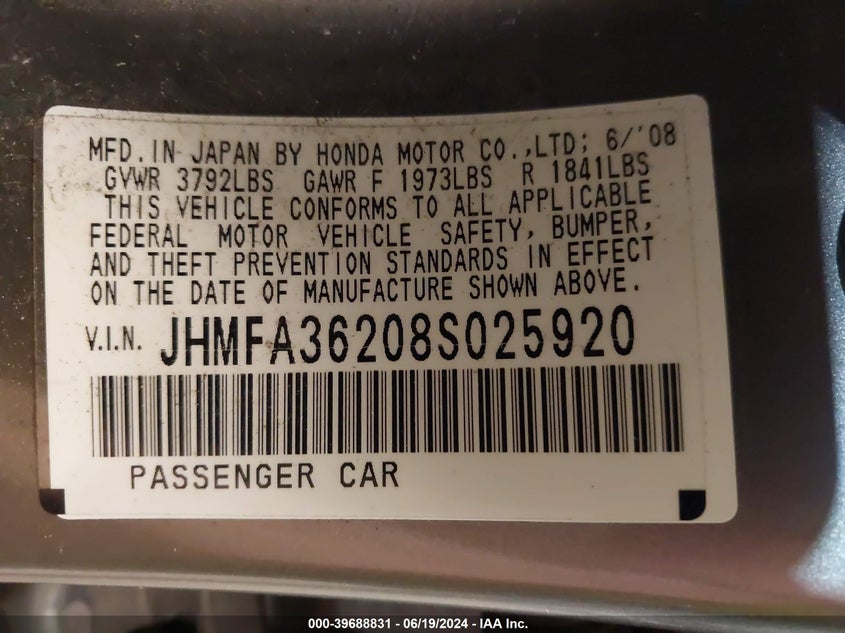 MFD. IN JAPAN BY HONDA MOTOR CO.,LTD; 6/'08
GVWR 3792LBS GAWR F 1973LBS R 1841LBS
THIS VEHICLE CONFORMS TO ALL APPLICABLE
FEDERAL MOTOR VEHICLE SAFETY, BUMPER,
AND THEFT PREVENTION STANDARDS IN EFFECT
ON THE DATE OF MANUFACTURE SHOWN ABOVE.
V.I.N. JHMFA36208S025920
PASSENGER CAR
000-39688831 - 06/19/2024 - IAA Inc.